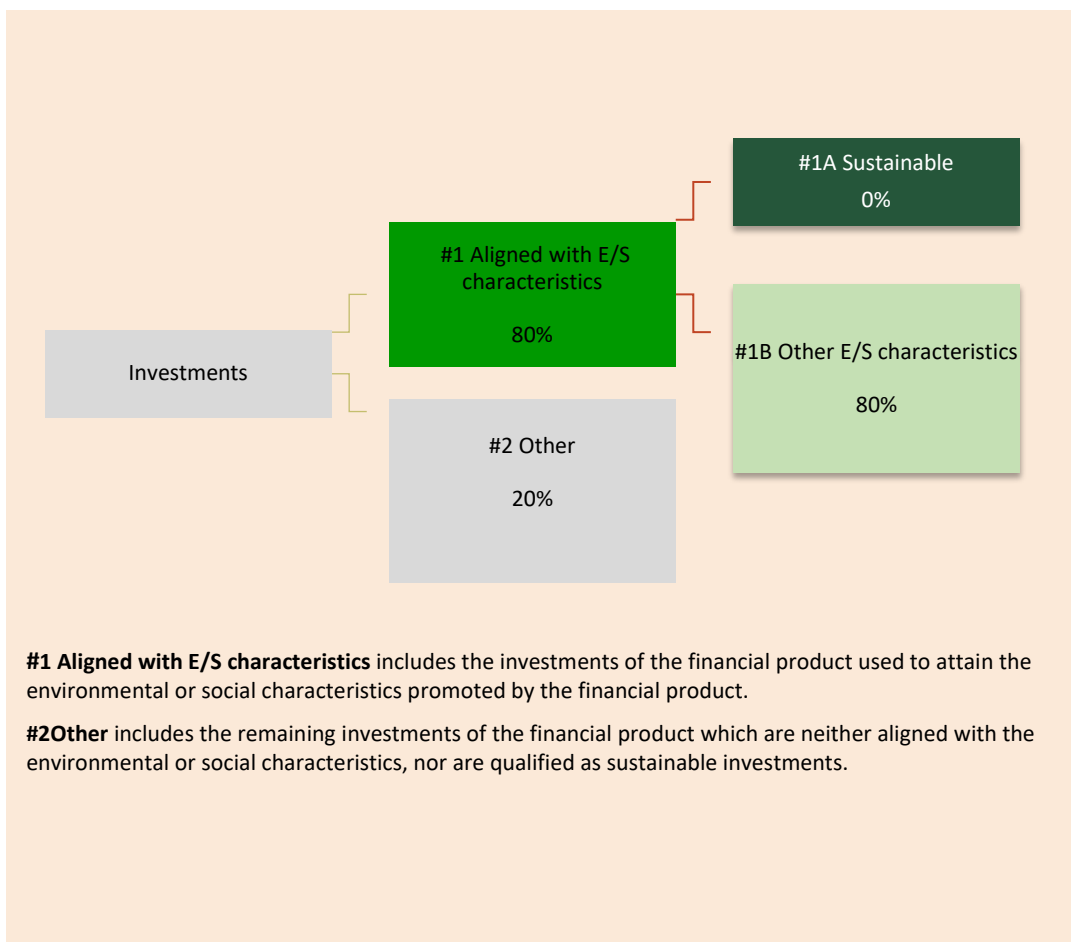 #1A Sustainable
0%
#1 Aligned with E/S
characteristics
80%
#1B Other E/S characteristics
80%
Investments
#2 Other
20%
#1 Aligned with E/S characteristics includes the investments of the financial product used to attain the
environmental or social characteristics promoted by the financial product.
#2Other includes the remaining investments of the financial product which are neither aligned with the
environmental or social characteristics, nor are qualified as sustainable investments.